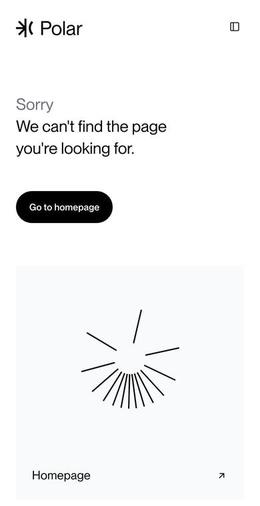 Polar
Sorry
We can't find the page
you're looking for.
Go to homepage
Homepage